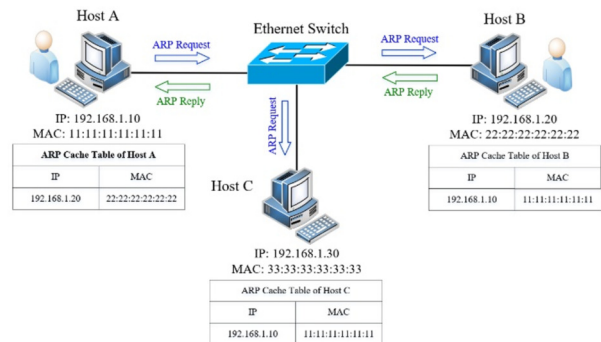 Host A
Ethernet Switch
Host B
ARP Request
ARP Request
ARP Reply
ARP Reply
ARP Request
IP: 192.168.1.10
MAC: 11:11:11:11:11:11
ARP Cache Table of Host A
IP MAC
192.168.1.20 22:22:22:22:22:22
IP: 192.168.1.20
MAC: 22:22:22:22:22:22
ARP Cache Table of Host B
IP MAC
192.168.1.10 11:11:11:11:11:11
Host C
IP: 192.168.1.30
MAC: 33:33:33:33:33:33
ARP Cache Table of Host C
IP MAC
192.168.1.10 11:11:11:11:11:11